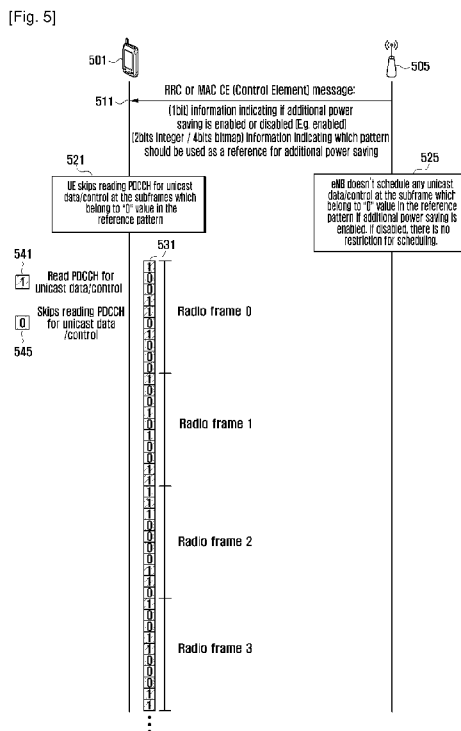 [Fig. 5]
501
505
RRC or MAC CE (Control Element) message:
511
(1bit) information indicating if additional power
saving is enabled or disabled (E.g. enabled)
(2bits integer / 4bits bitmap) information indicating which pattern
should be used as a reference for additional power saving
521
525
UE skips reading PDCCH for unicast
data/control at the subframes which
belong to "0" value in the
reference pattern
eNB doesn't schedule any unicast
data/control at the subframe which
belong to "0" value in the reference
pattern if additional power saving is
enabled. If disabled, there is no
restriction for scheduling.
541
531
1 Read PDCCH for
unicast data/control
0 Skips reading PDCCH
for unicast data
/control
545
Radio frame 0
Radio frame 1
Radio frame 2
Radio frame 3